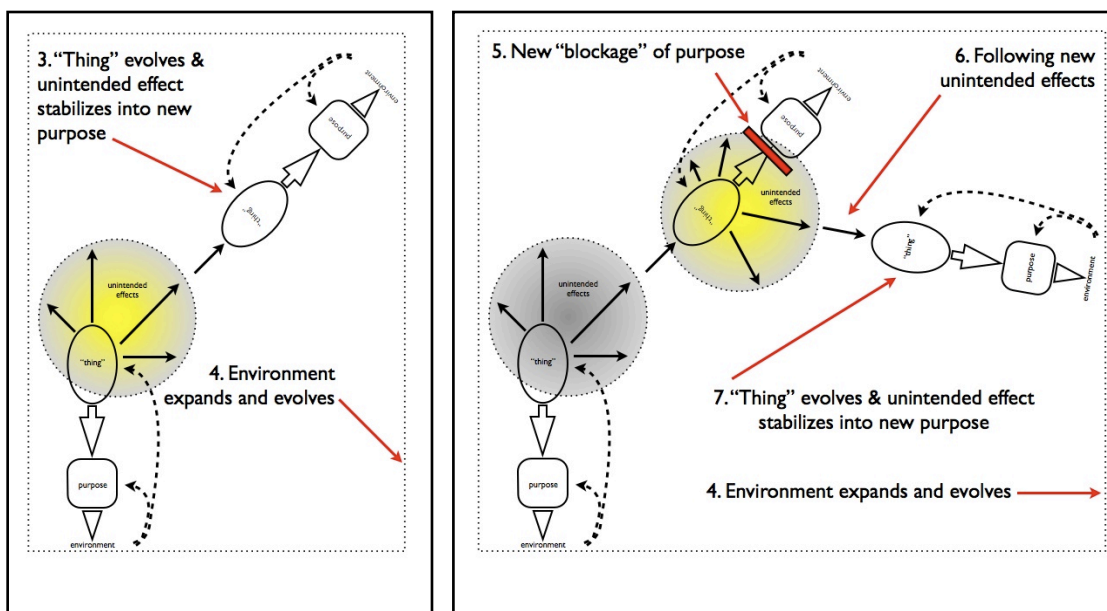 3. “Thing” evolves &
unintended effect
stabilizes into new
purpose
environment
purpose
“thing”
unintended
effects
“thing”
4. Environment
expands and evolves
purpose
environment
5. New “blockage” of purpose
6. Following new
unintended effects
environment
purpose
unintended
effects
“thing”
“thing”
purpose
environment
unintended
effects
“thing”
7. “Thing” evolves & unintended effect
stabilizes into new purpose
purpose
4. Environment expands and evolves
environment